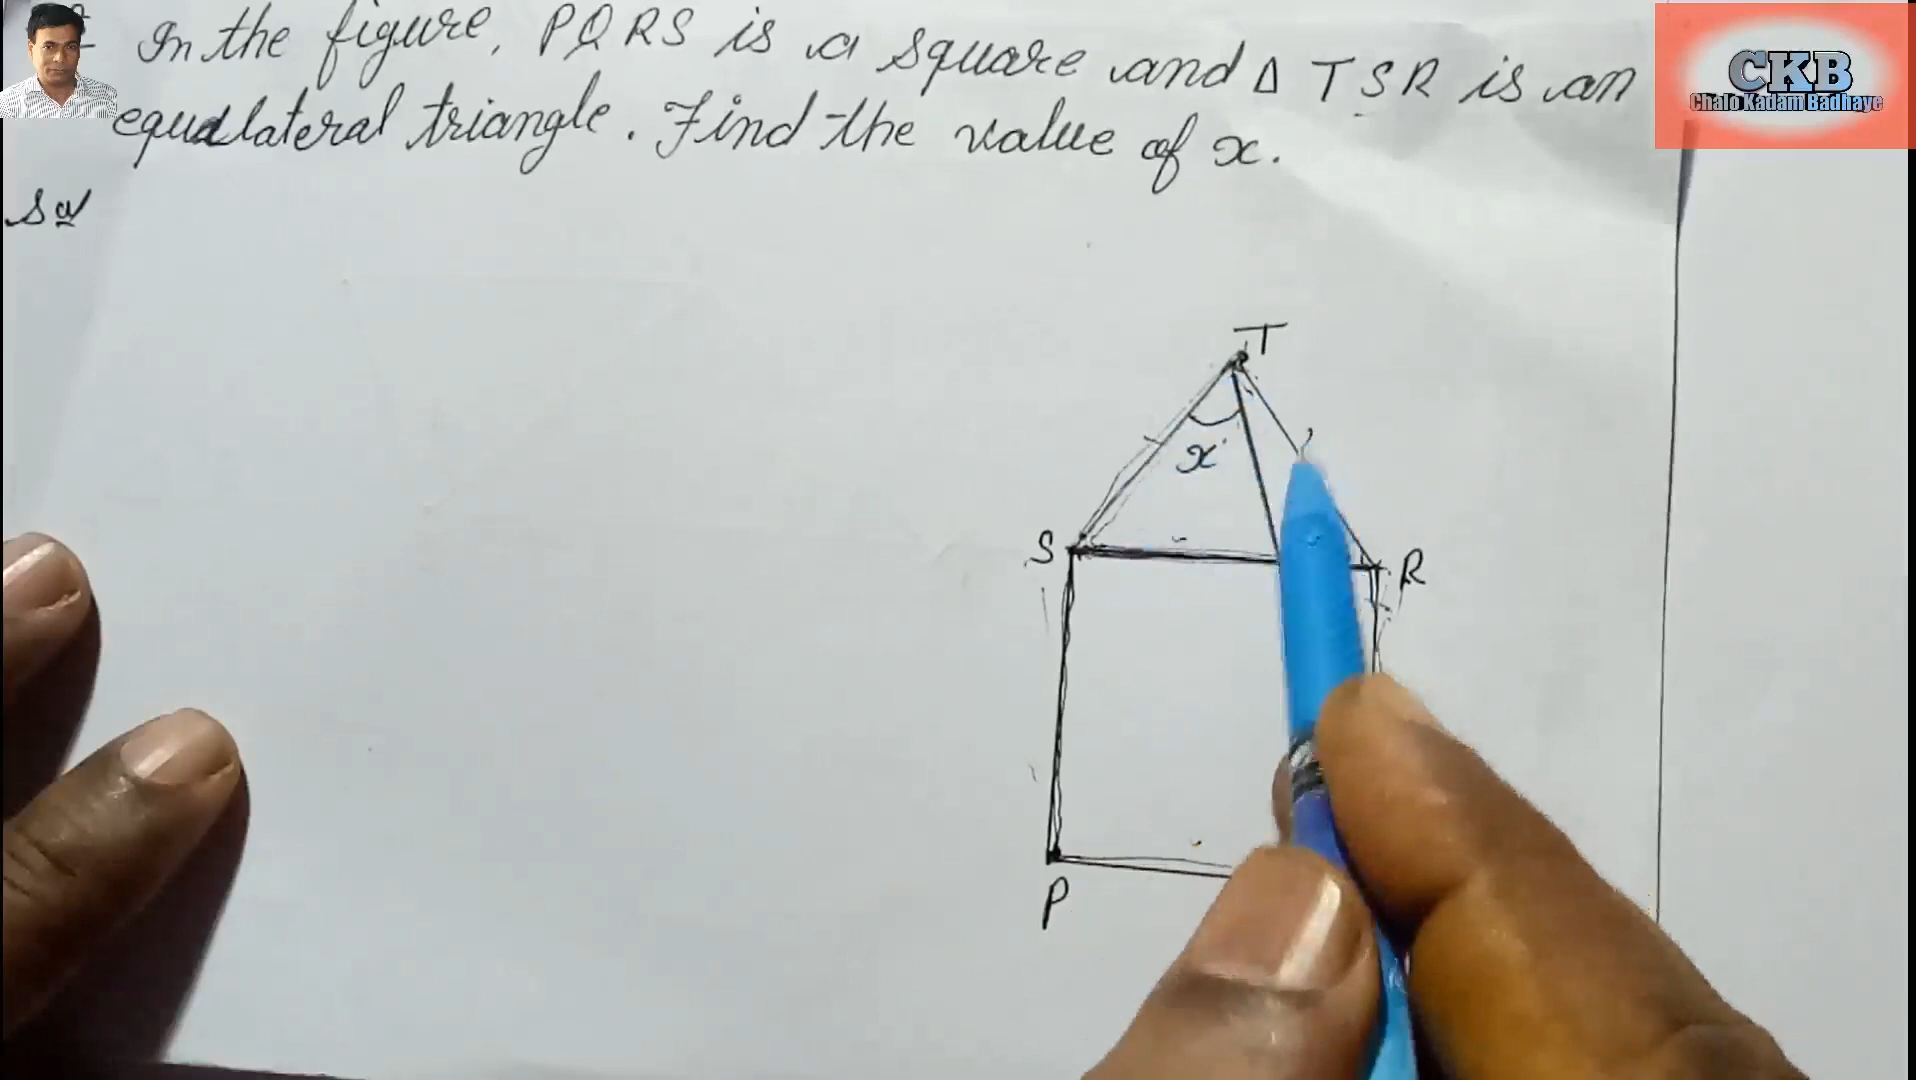 In the figure, PQRS is a square and Δ TSR is an
equalateral triangle. Find the value of x.
CKB
Chalo Kadam Badhaye
Sol
T
x
S
R
P